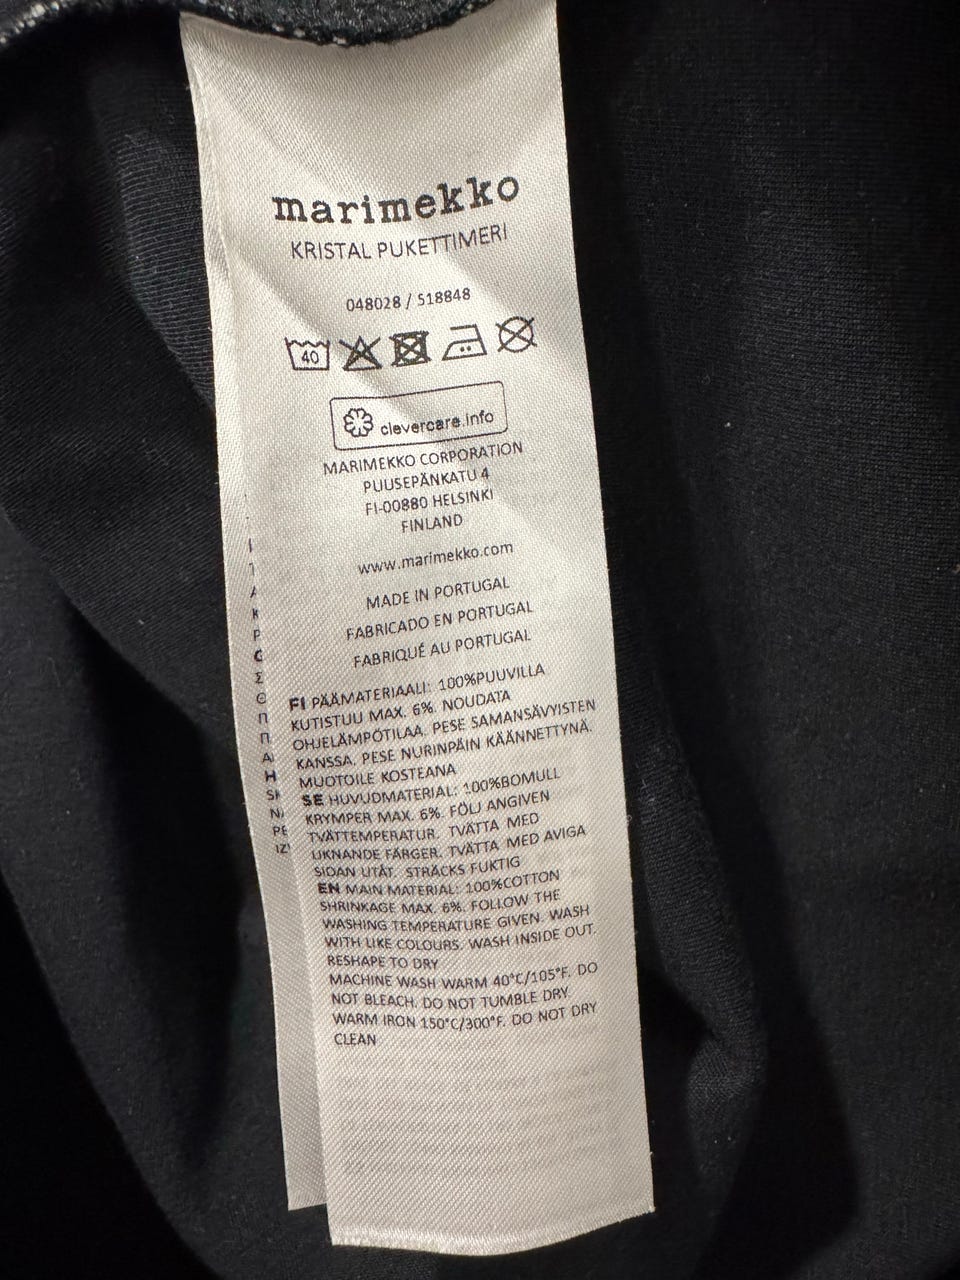 marimekko
KRISTAL PUKETTIMERI
048028 / 518848
40
clevercare.info
MARIMEKKO CORPORATION
PUUSEPÄNKATU 4
FI-00880 HELSINKI
FINLAND
www.marimekko.com
MADE IN PORTUGAL
FABRICADO EN PORTUGAL
FABRIQUÉ AU PORTUGAL
FI PÄÄMATERIAALI: 100%PUUVILLA
KUTISTUU MAX. 6%. NOUDATA
OHJELÄMPÖTILAA. PESE SAMANSÄVYISTEN
KANSSA. PESE NURINPÄIN KÄÄNNETTYNÄ.
MUOTOILE KOSTEANA
SE HUVUDMATERIAL: 100%BOMULL
KRYMPER MAX. 6%. FÖLJ ANGIVEN
TVÄTTEMPERATUR. TVÄTTA MED
LIKNANDE FÄRGER. TVÄTTA MED AVIGA
SIDAN UTÅT. STRÄCKS FUKTIG
EN MAIN MATERIAL: 100%COTTON
SHRINKAGE MAX. 6%. FOLLOW THE
WASHING TEMPERATURE GIVEN. WASH
WITH LIKE COLOURS. WASH INSIDE OUT.
RESHAPE TO DRY
MACHINE WASH WARM 40°C/105°F. DO
NOT BLEACH. DO NOT TUMBLE DRY.
WARM IRON 150°C/300°F. DO NOT DRY
CLEAN